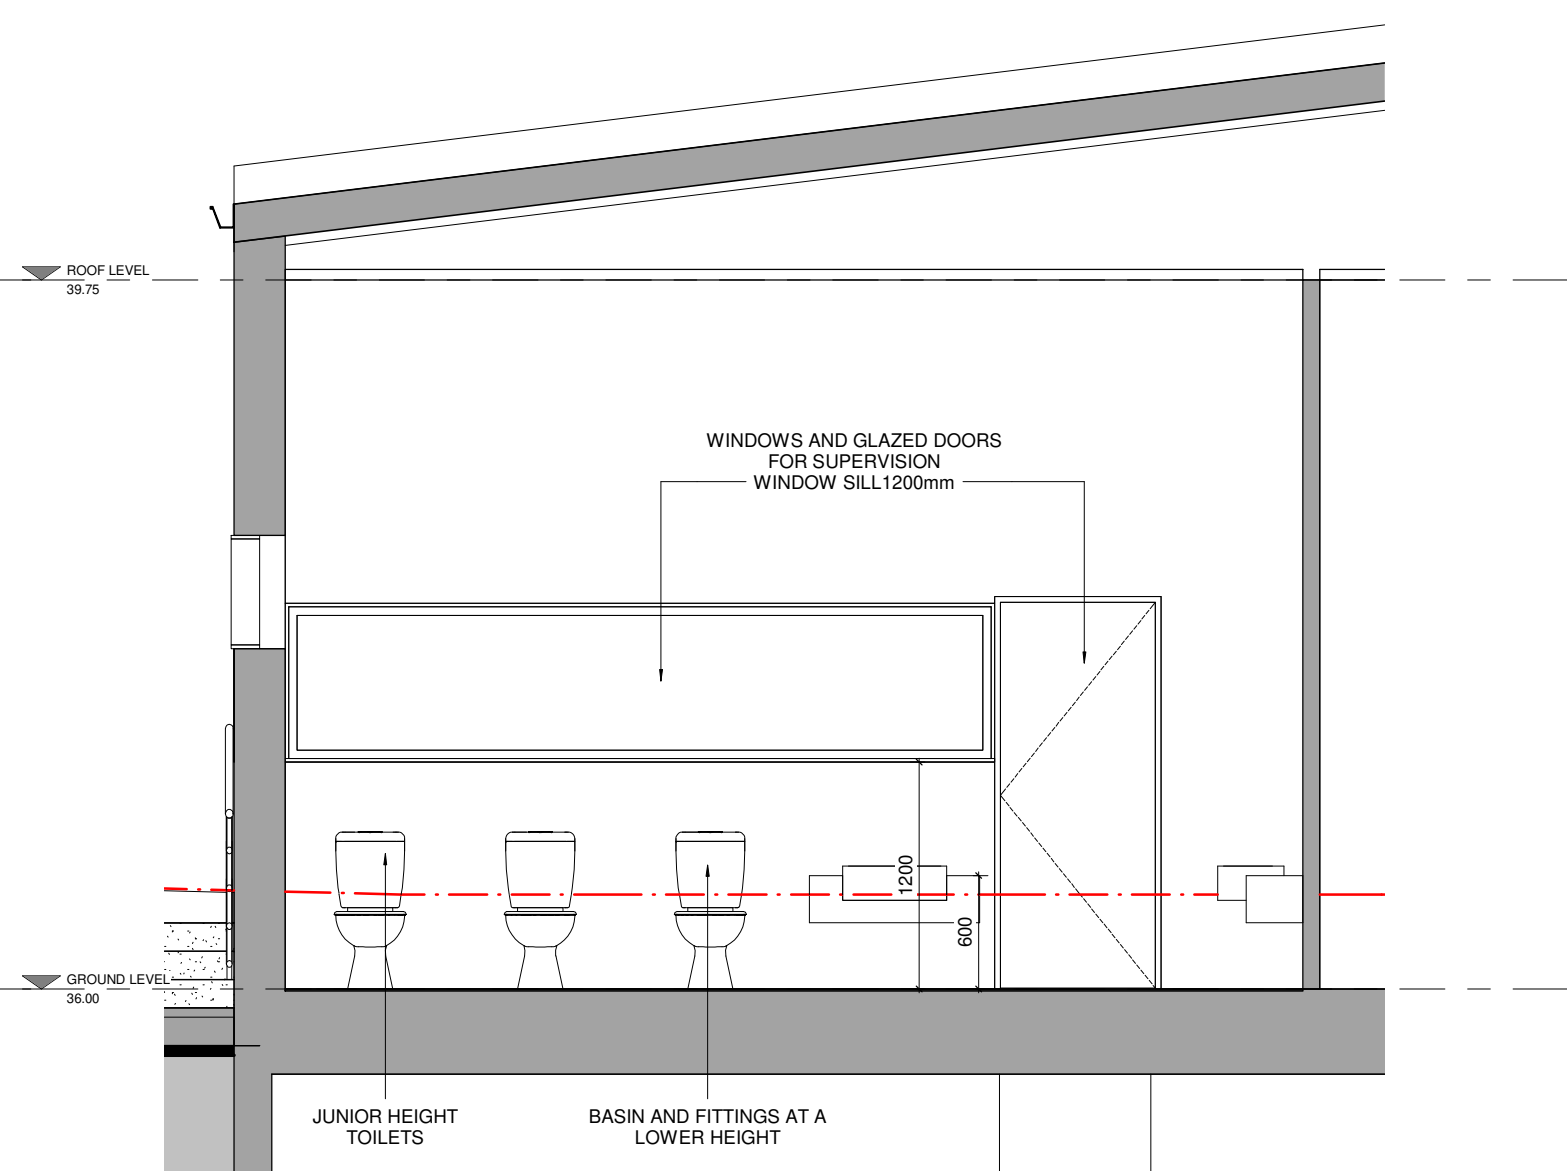 ROOF LEVEL
39.75
WINDOWS AND GLAZED DOORS
FOR SUPERVISION
WINDOW SILL1200mm
1200
600
GROUND LEVEL
36.00
JUNIOR HEIGHT
TOILETS
BASIN AND FITTINGS AT A
LOWER HEIGHT